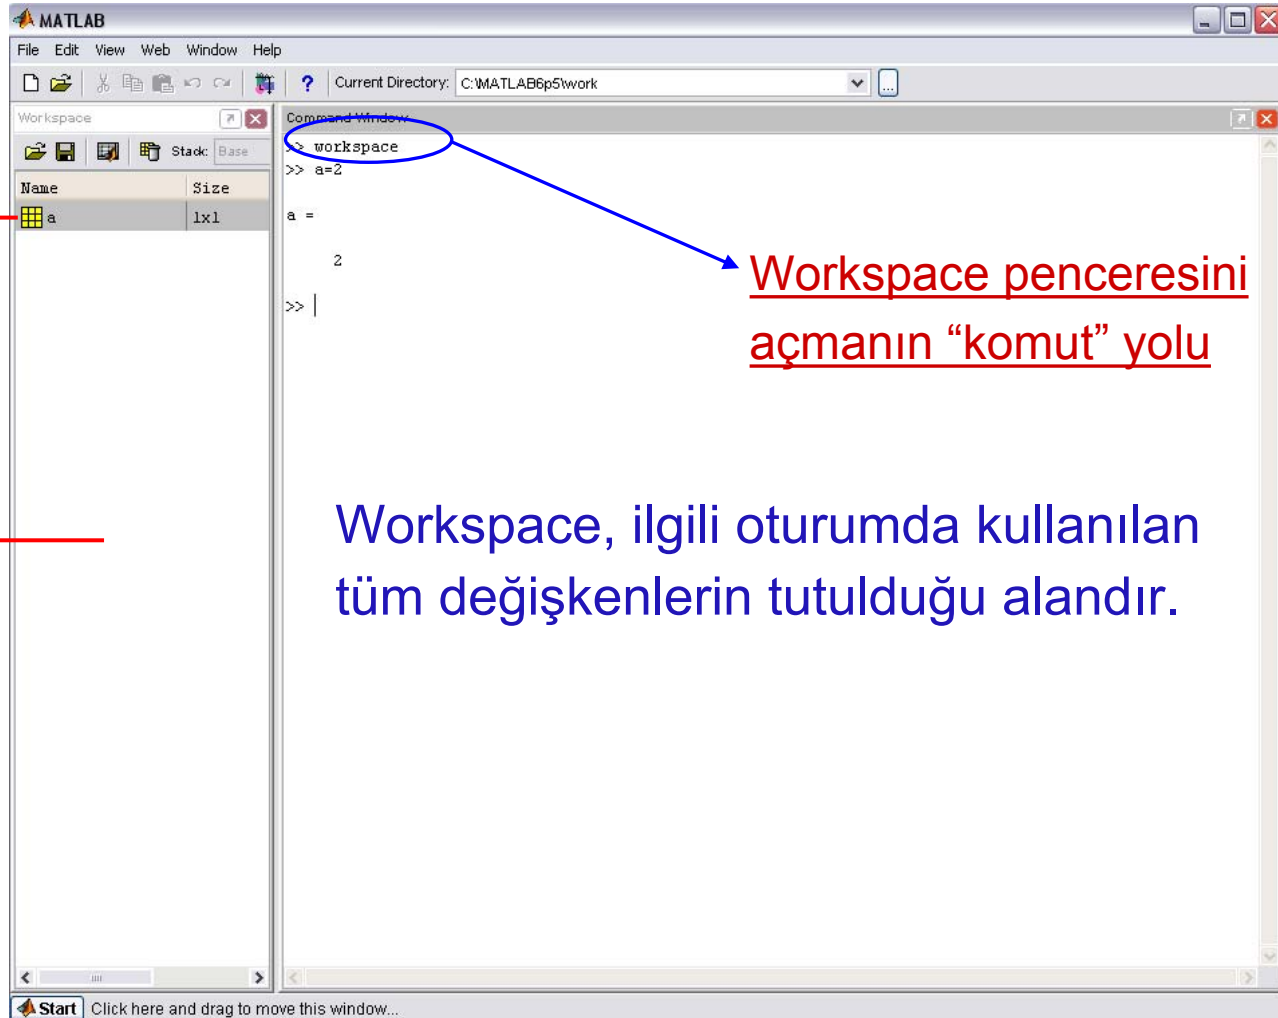 MATLAB
File Edit View Web Window Help
Current Directory: C:\MATLAB6p5\work ...
Workspace
Stack: Base
Name Size
a 1x1
Command Window
>> workspace
>> a=2
a =
2
>>
Workspace penceresini
açmanın “komut” yolu
Workspace, ilgili oturumda kullanılan
tüm değişkenlerin tutulduğu alandır.
Start Click here and drag to move this window...